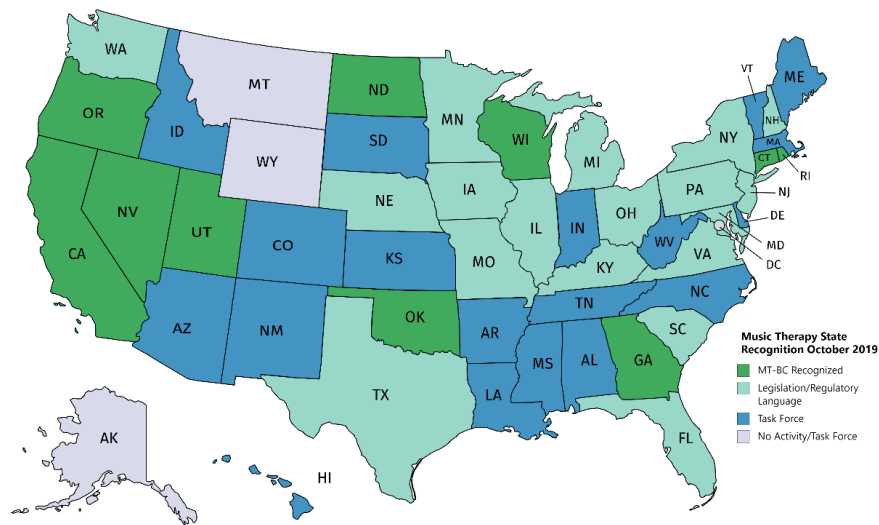 WA
MT
ND
MN
VT
ME
OR
ID
SD
WI
MI
NY
NH
MA
CT
RI
WY
NE
IA
PA
NJ
NV
UT
CO
KS
IL
IN
OH
DE
MD
DC
CA
MO
KY
WV
VA
AZ
NM
OK
AR
TN
NC
SC
TX
LA
MS
AL
GA
FL
AK
HI
Music Therapy State
Recognition October 2019
MT-BC Recognized
Legislation/Regulatory
Language
Task Force
No Activity/Task Force